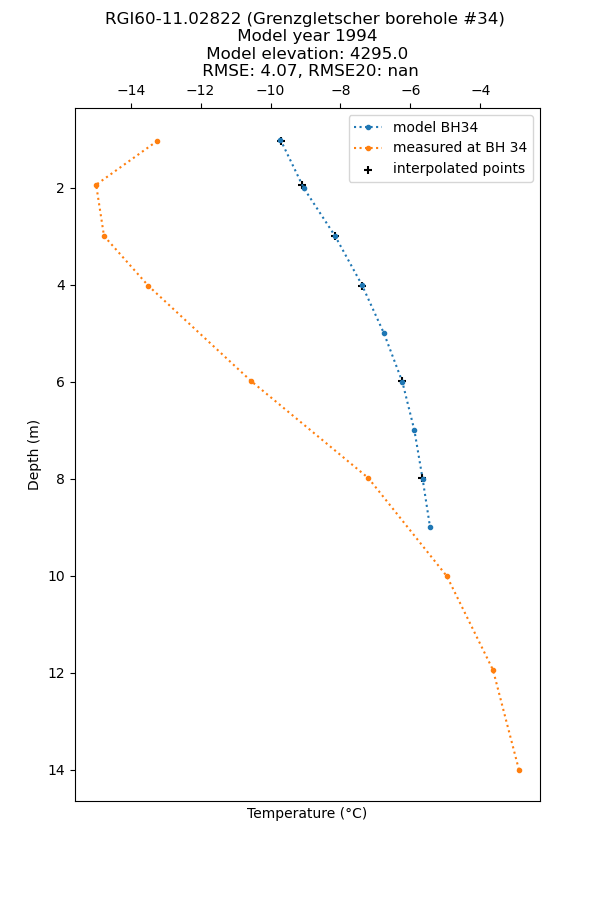 RGI60-11.02822 (Grenzgletscher borehole #34)
Model year 1994
Model elevation: 4295.0
RMSE: 4.07, RMSE20: nan
−14 −12 −10 −8 −6 −4
model BH34
measured at BH 34
interpolated points
2
4
6
8
10
12
14
Depth (m)
Temperature (°C)